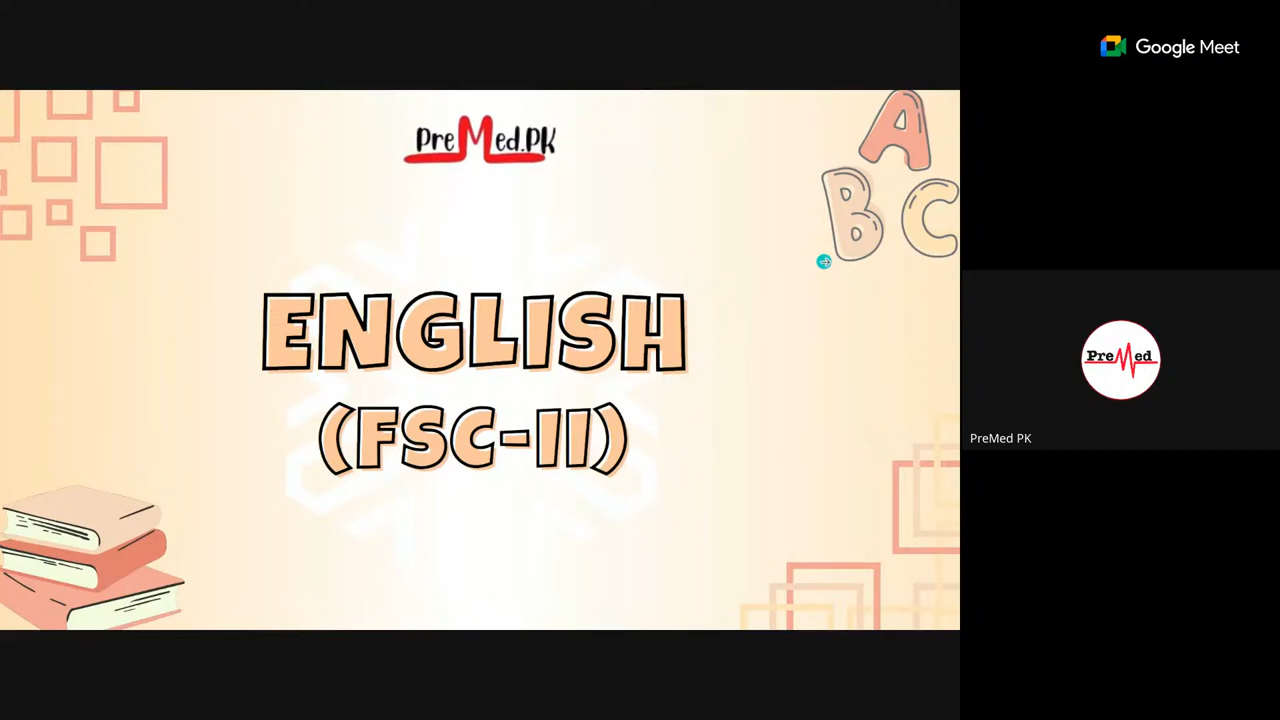 Google Meet
PreMed.PK
A
B C
ENGLISH
(FSC-II)
PreMed
PreMed PK